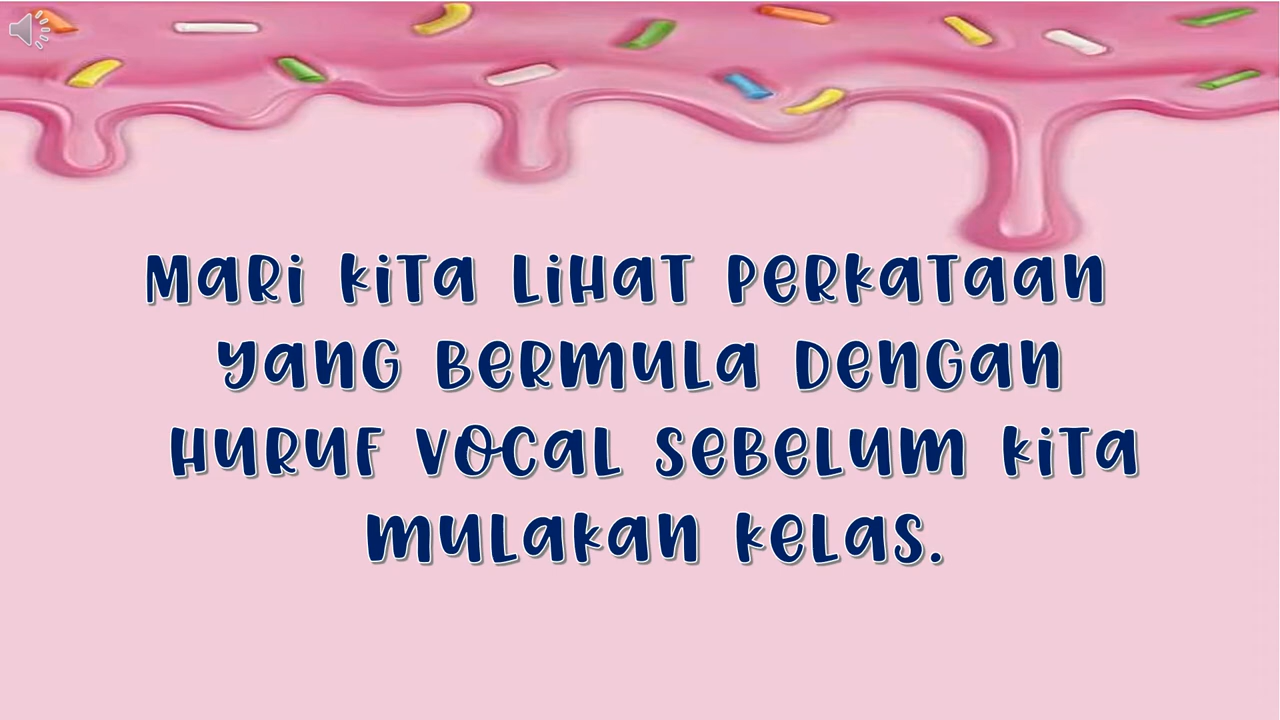 Mari kita lihat perkataan
yang bermula dengan
huruf vocal sebelum kita
mulakan kelas.